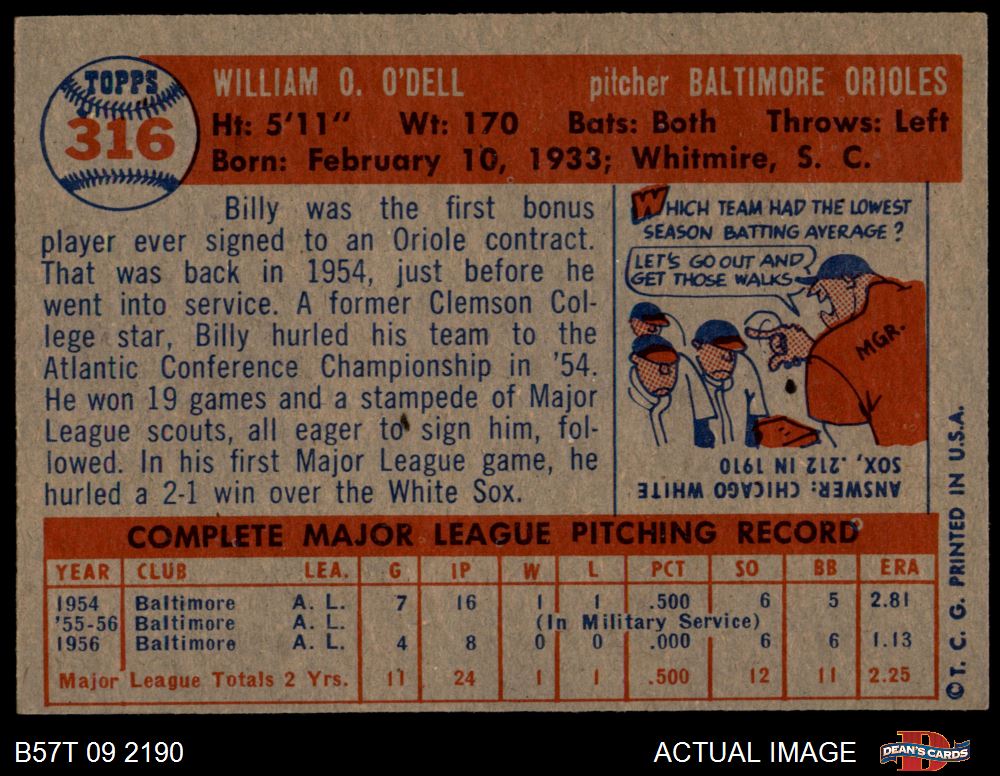 TOPPS
316
WILLIAM O. O'DELL pitcher BALTIMORE ORIOLES
Ht: 5'11" Wt: 170 Bats: Both Throws: Left
Born: February 10, 1933; Whitmire, S. C.
Billy was the first bonus
player ever signed to an Oriole contract.
That was back in 1954, just before he
went into service. A former Clemson Col-
lege star, Billy hurled his team to the
Atlantic Conference Championship in '54.
He won 19 games and a stampede of Major
League scouts, all eager to sign him, fol-
lowed. In his first Major League game, he
hurled a 2-1 win over the White Sox.
WHICH TEAM HAD THE LOWEST
SEASON BATTING AVERAGE?
LET'S GO OUT AND
GET THOSE WALKS
MGR.
ANSWER: CHICAGO WHITE
SOX, .212 IN 1910
COMPLETE MAJOR LEAGUE PITCHING RECORD
YEAR CLUB LEA. G IP W L PCT SO BB ERA
1954 Baltimore A. L. 7 16 1 1 .500 6 5 2.81
'55-56 Baltimore A. L. (In Military Service)
1956 Baltimore A. L. 4 8 0 0 .000 6 6 1.13
Major League Totals 2 Yrs. 11 24 1 1 .500 12 11 2.25
© T. C. G. PRINTED IN U.S.A.
B57T 09 2190 ACTUAL IMAGE DEAN'S CARDS